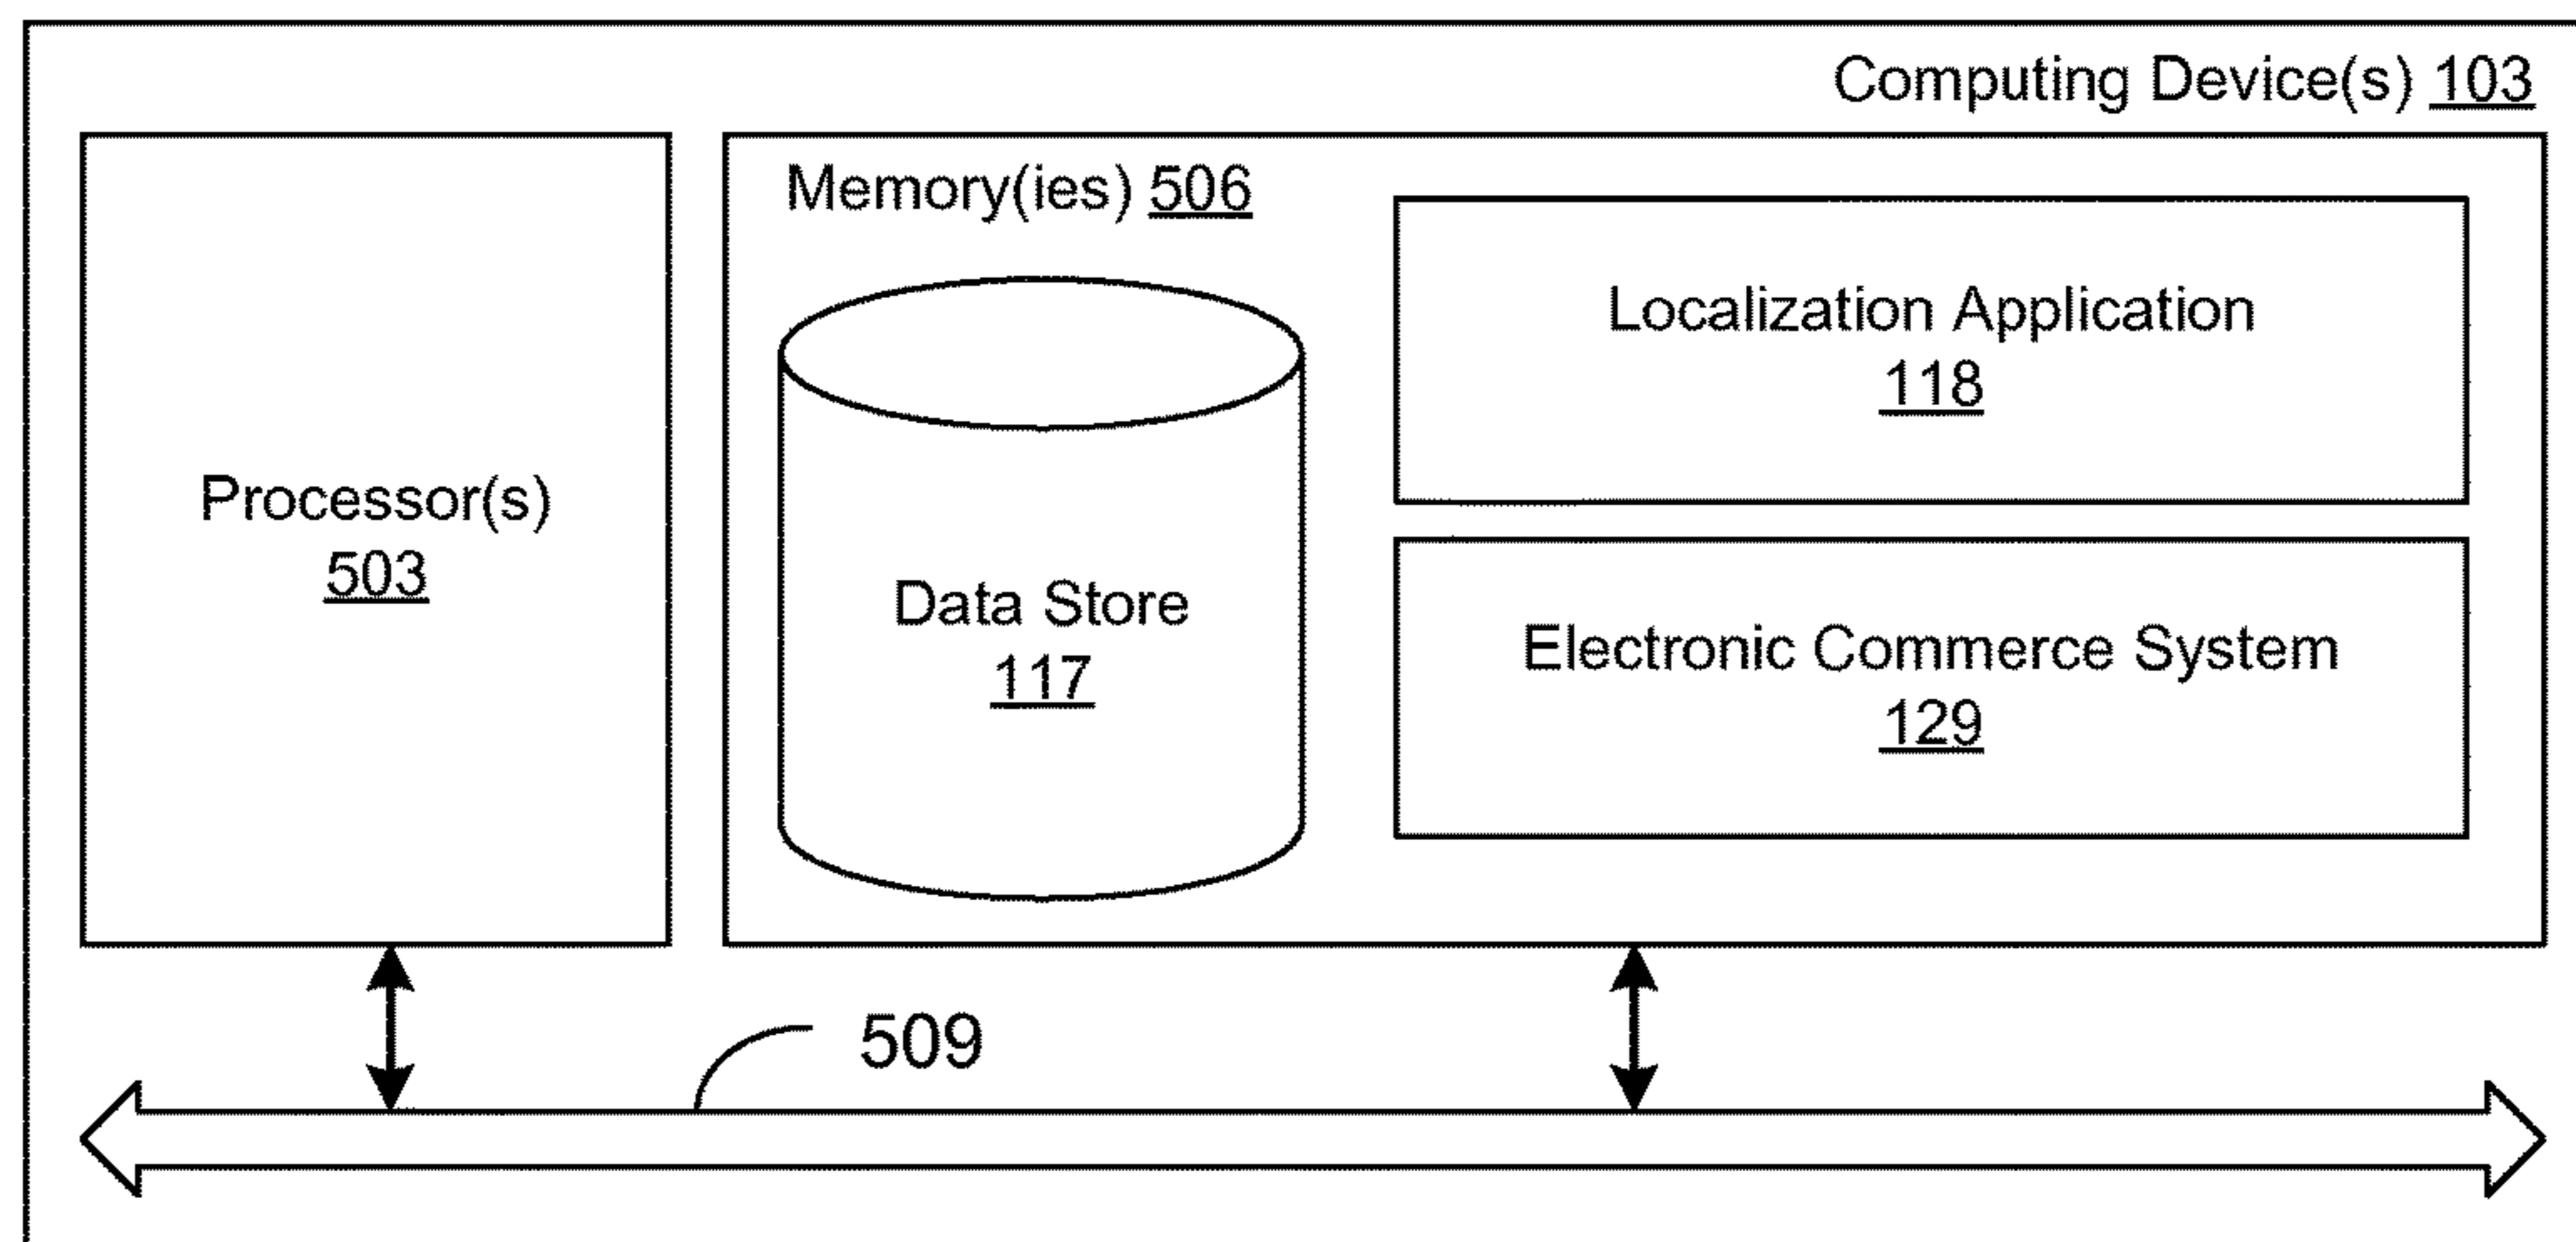 Computing Device(s) 103
Processor(s)
503
Memory(ies) 506
Data Store
117
Localization Application
118
Electronic Commerce System
129
509